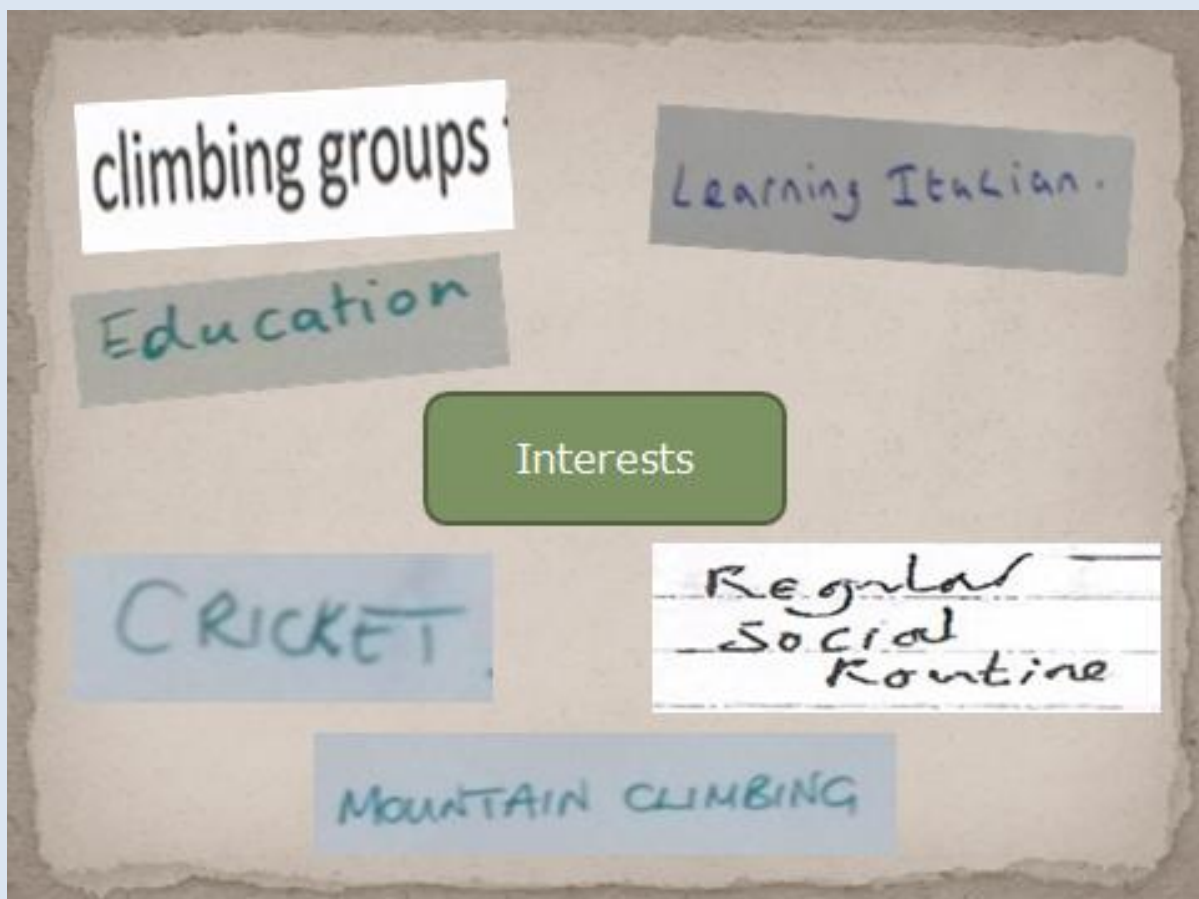 climbing groups
Learning Italian.
Education
Interests
CRICKET
Regular
Social
Routine
MOUNTAIN CLIMBING